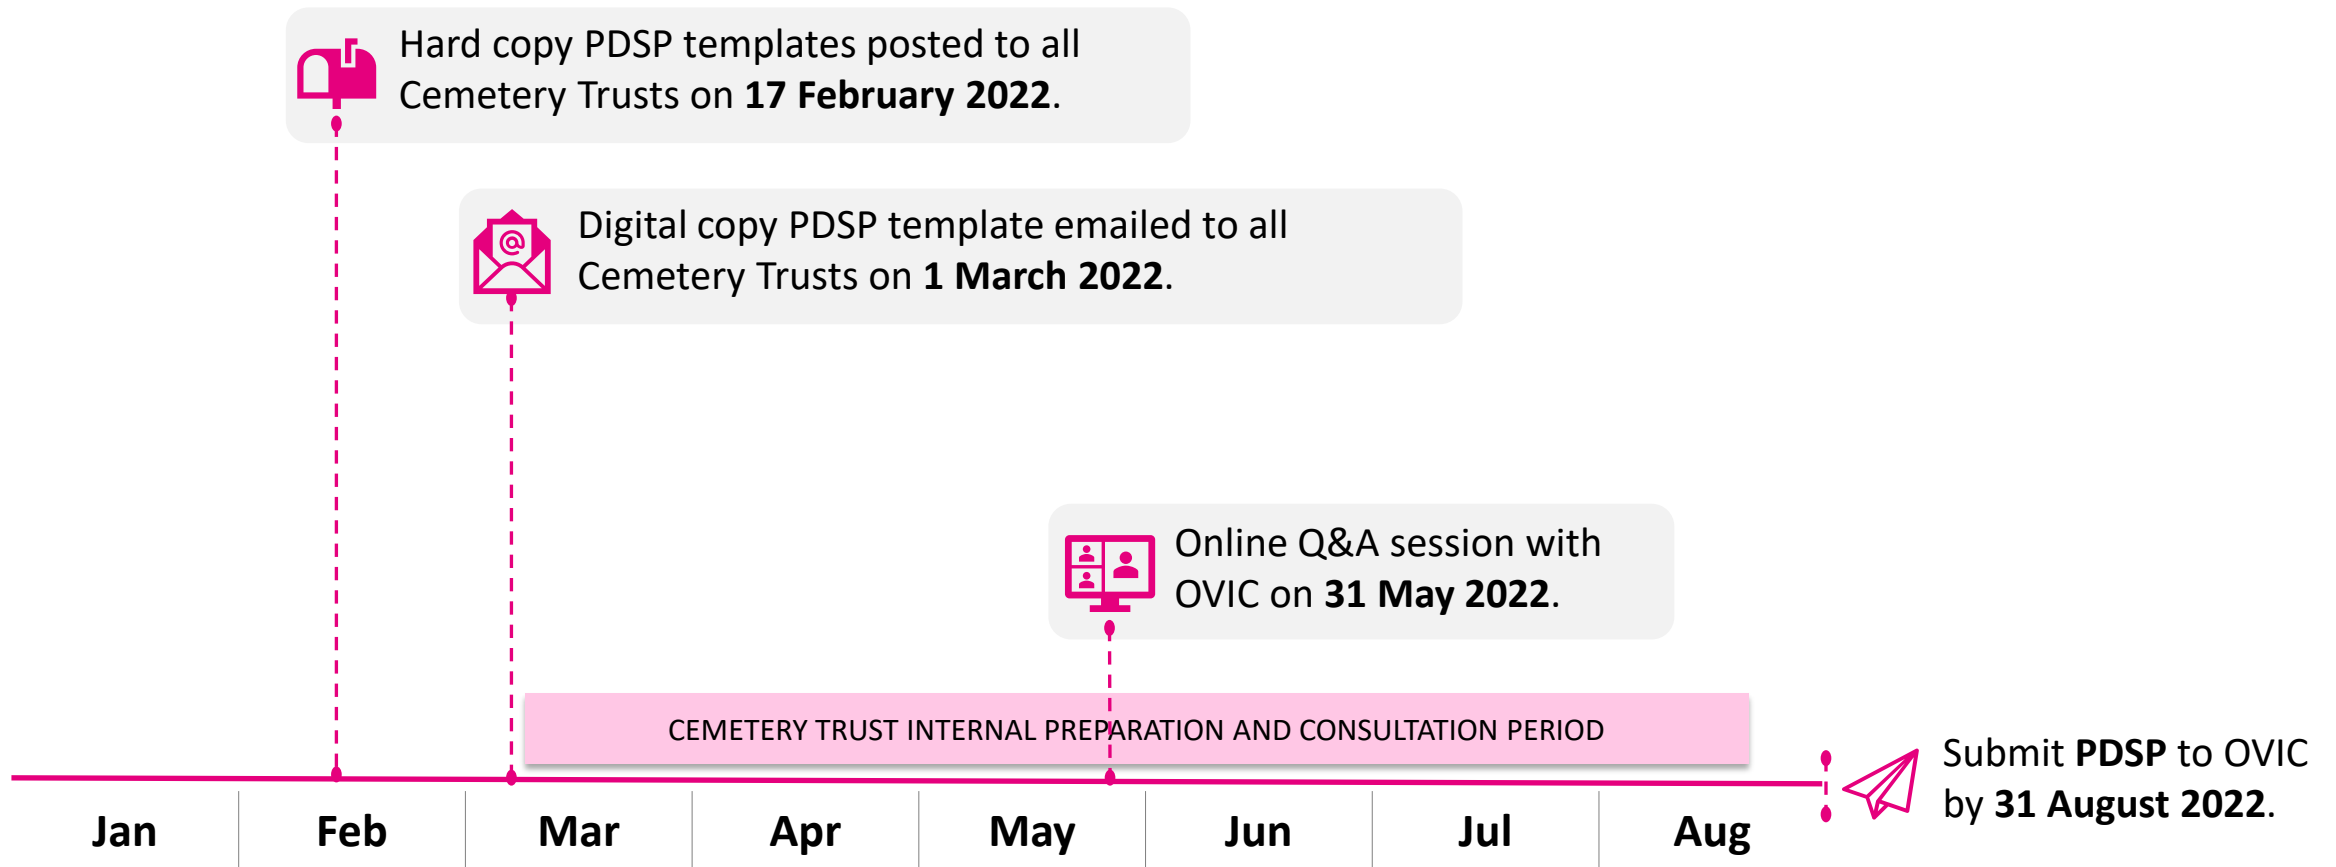 Hard copy PDSP templates posted to all
Cemetery Trusts on 17 February 2022.
Digital copy PDSP template emailed to all
Cemetery Trusts on 1 March 2022.
Online Q&A session with
OVIC on 31 May 2022.
CEMETERY TRUST INTERNAL PREPARATION AND CONSULTATION PERIOD
Submit PDSP to OVIC
by 31 August 2022.
Jan Feb Mar Apr May Jun Jul Aug